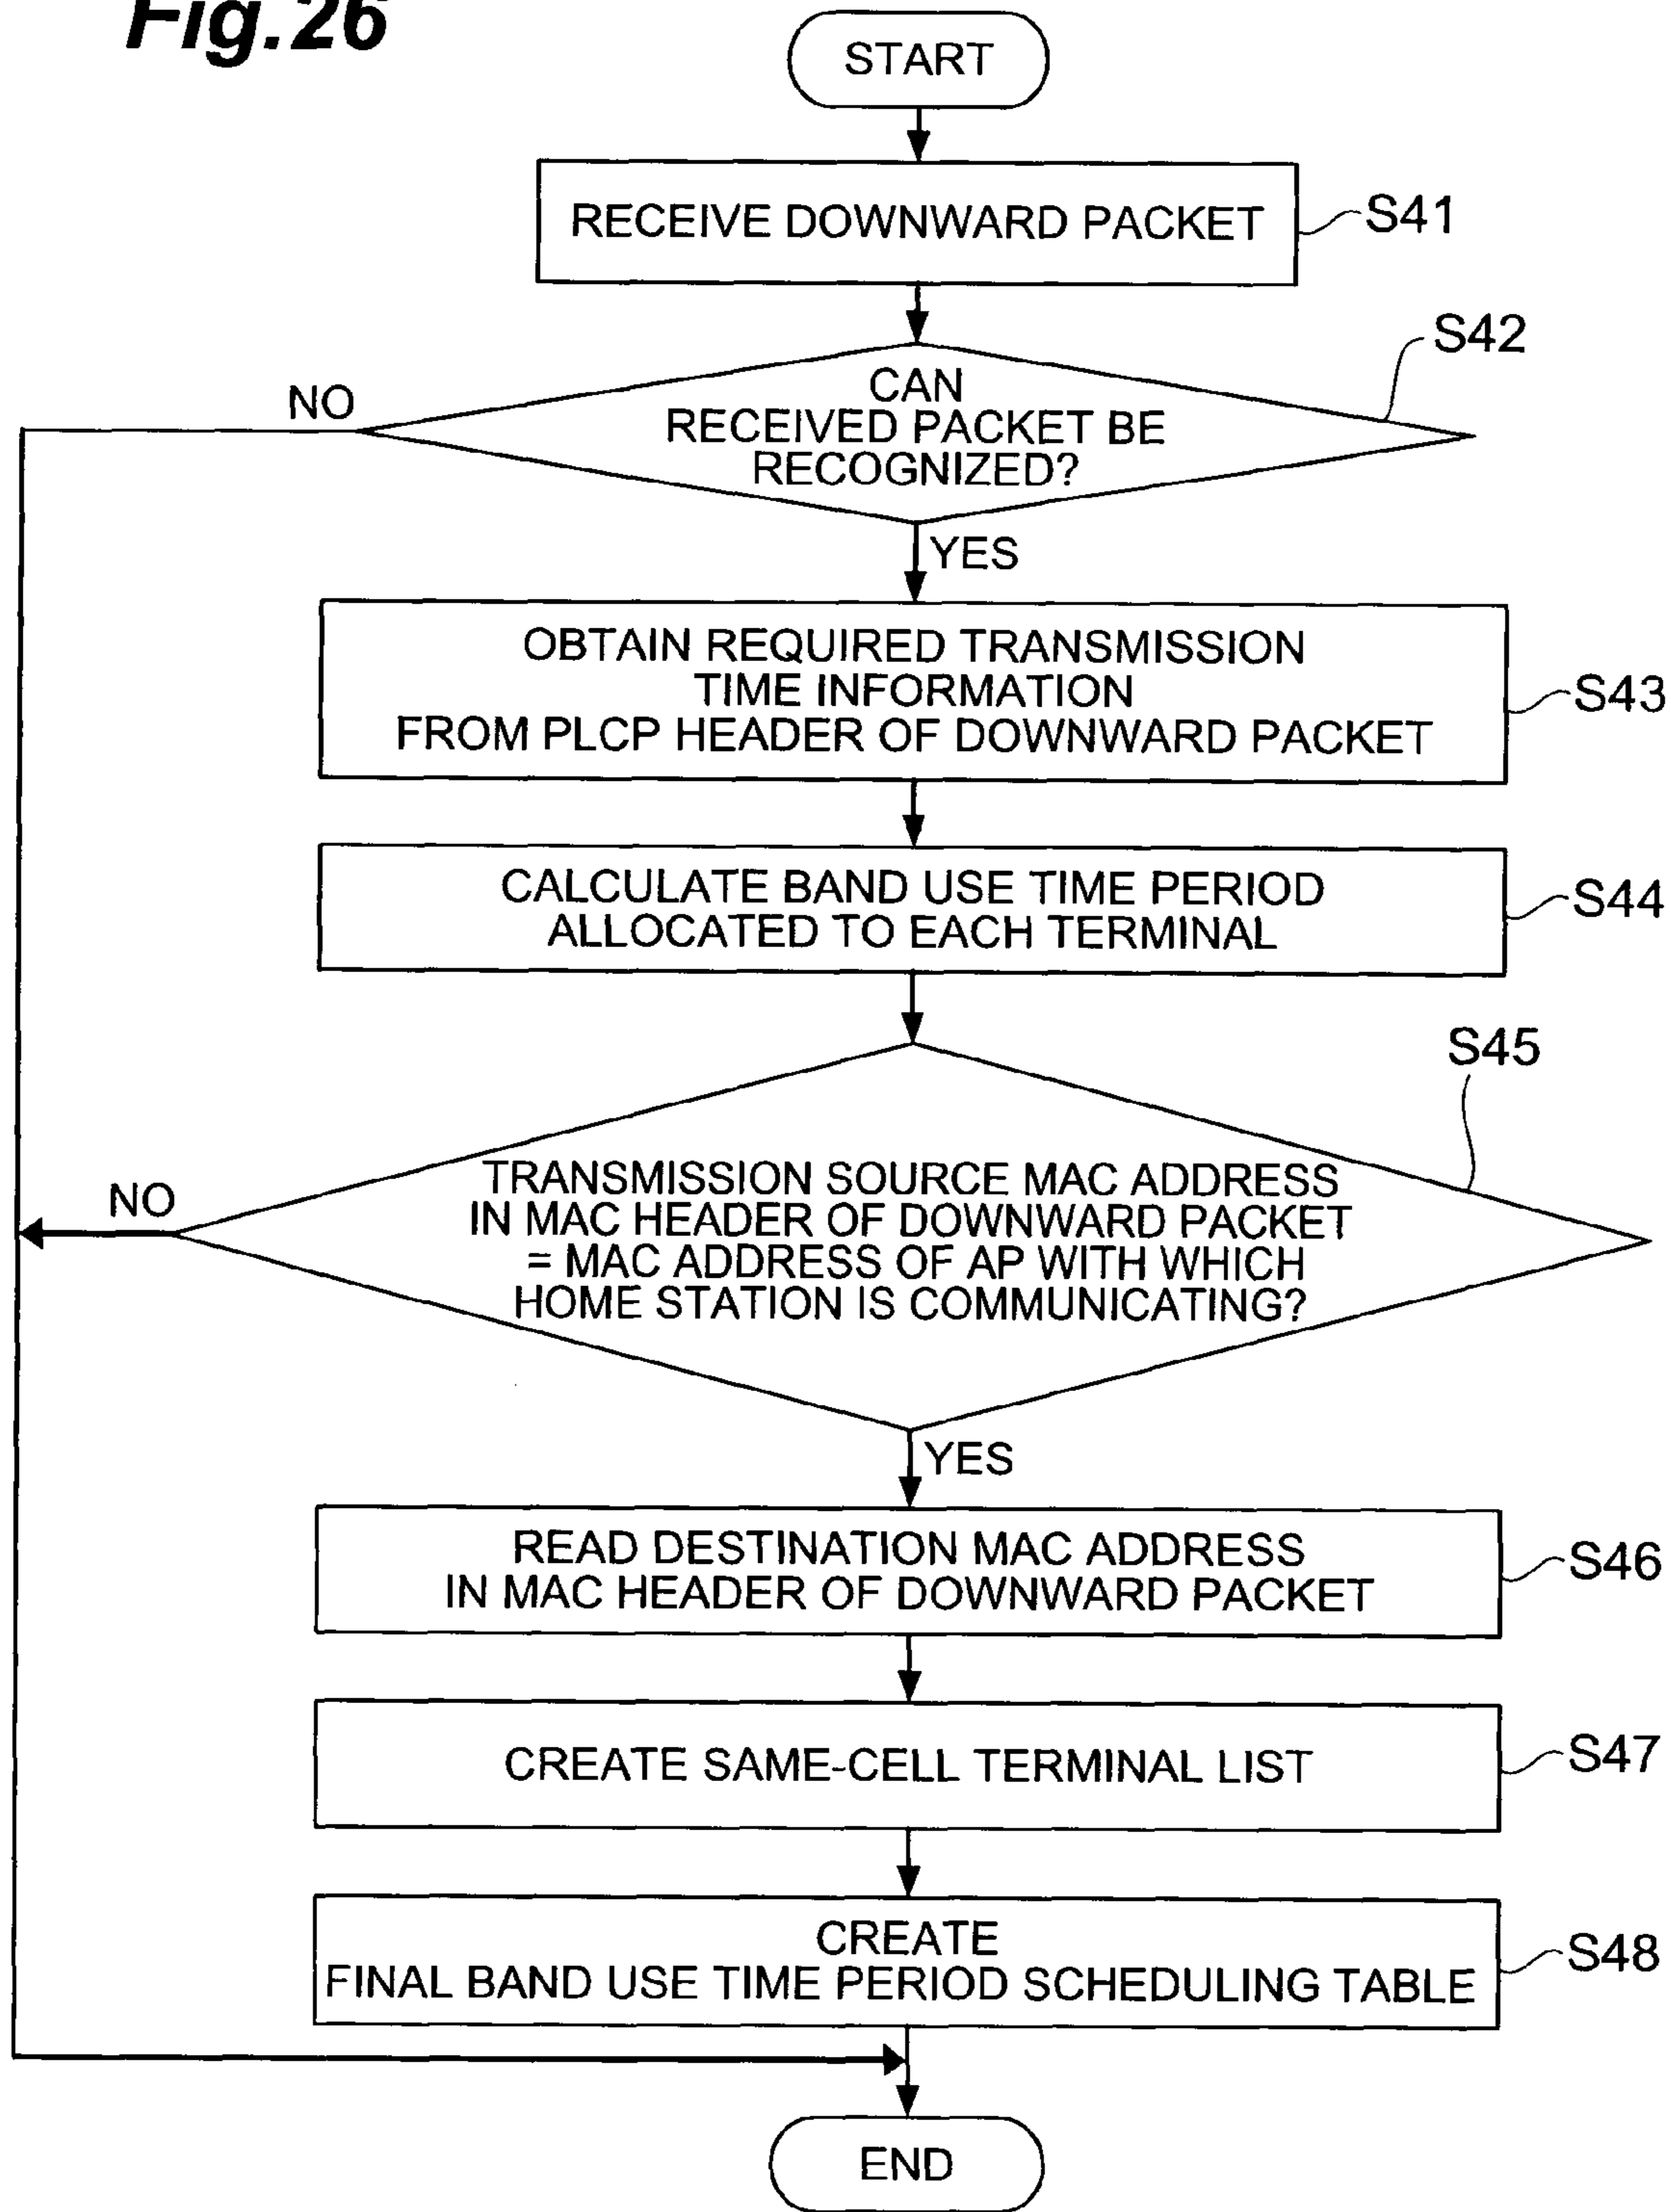 Fig.26
START
RECEIVE DOWNWARD PACKET
S41
S42
NO
CAN
RECEIVED PACKET BE
RECOGNIZED?
YES
OBTAIN REQUIRED TRANSMISSION
TIME INFORMATION
FROM PLCP HEADER OF DOWNWARD PACKET
S43
CALCULATE BAND USE TIME PERIOD
ALLOCATED TO EACH TERMINAL
S44
S45
NO
TRANSMISSION SOURCE MAC ADDRESS
IN MAC HEADER OF DOWNWARD PACKET
= MAC ADDRESS OF AP WITH WHICH
HOME STATION IS COMMUNICATING?
YES
READ DESTINATION MAC ADDRESS
IN MAC HEADER OF DOWNWARD PACKET
S46
CREATE SAME-CELL TERMINAL LIST
S47
CREATE
FINAL BAND USE TIME PERIOD SCHEDULING TABLE
S48
END